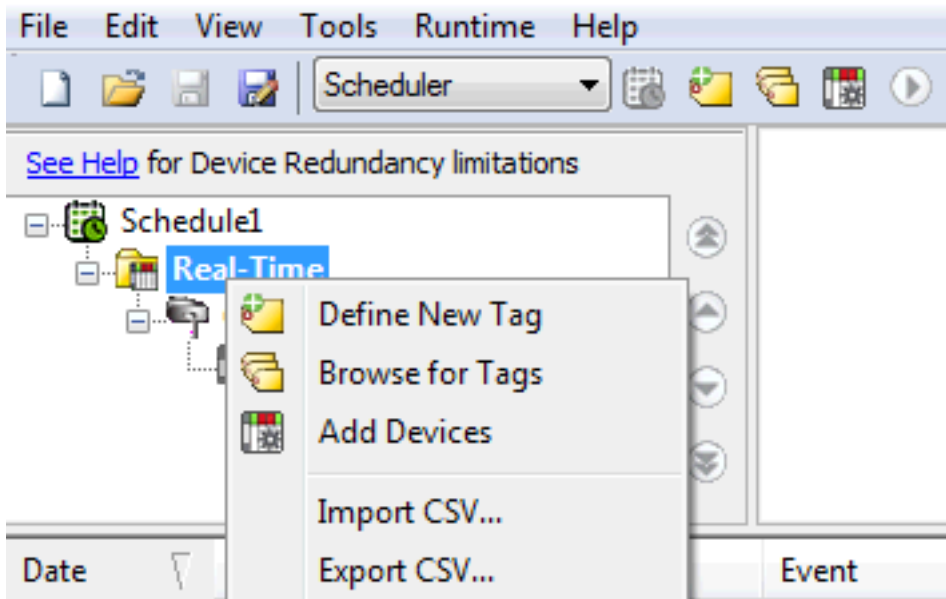 File Edit View Tools Runtime Help
Scheduler
See Help for Device Redundancy limitations
Schedule1
Real-Time
Define New Tag
Browse for Tags
Add Devices
Import CSV...
Export CSV...
Date Event